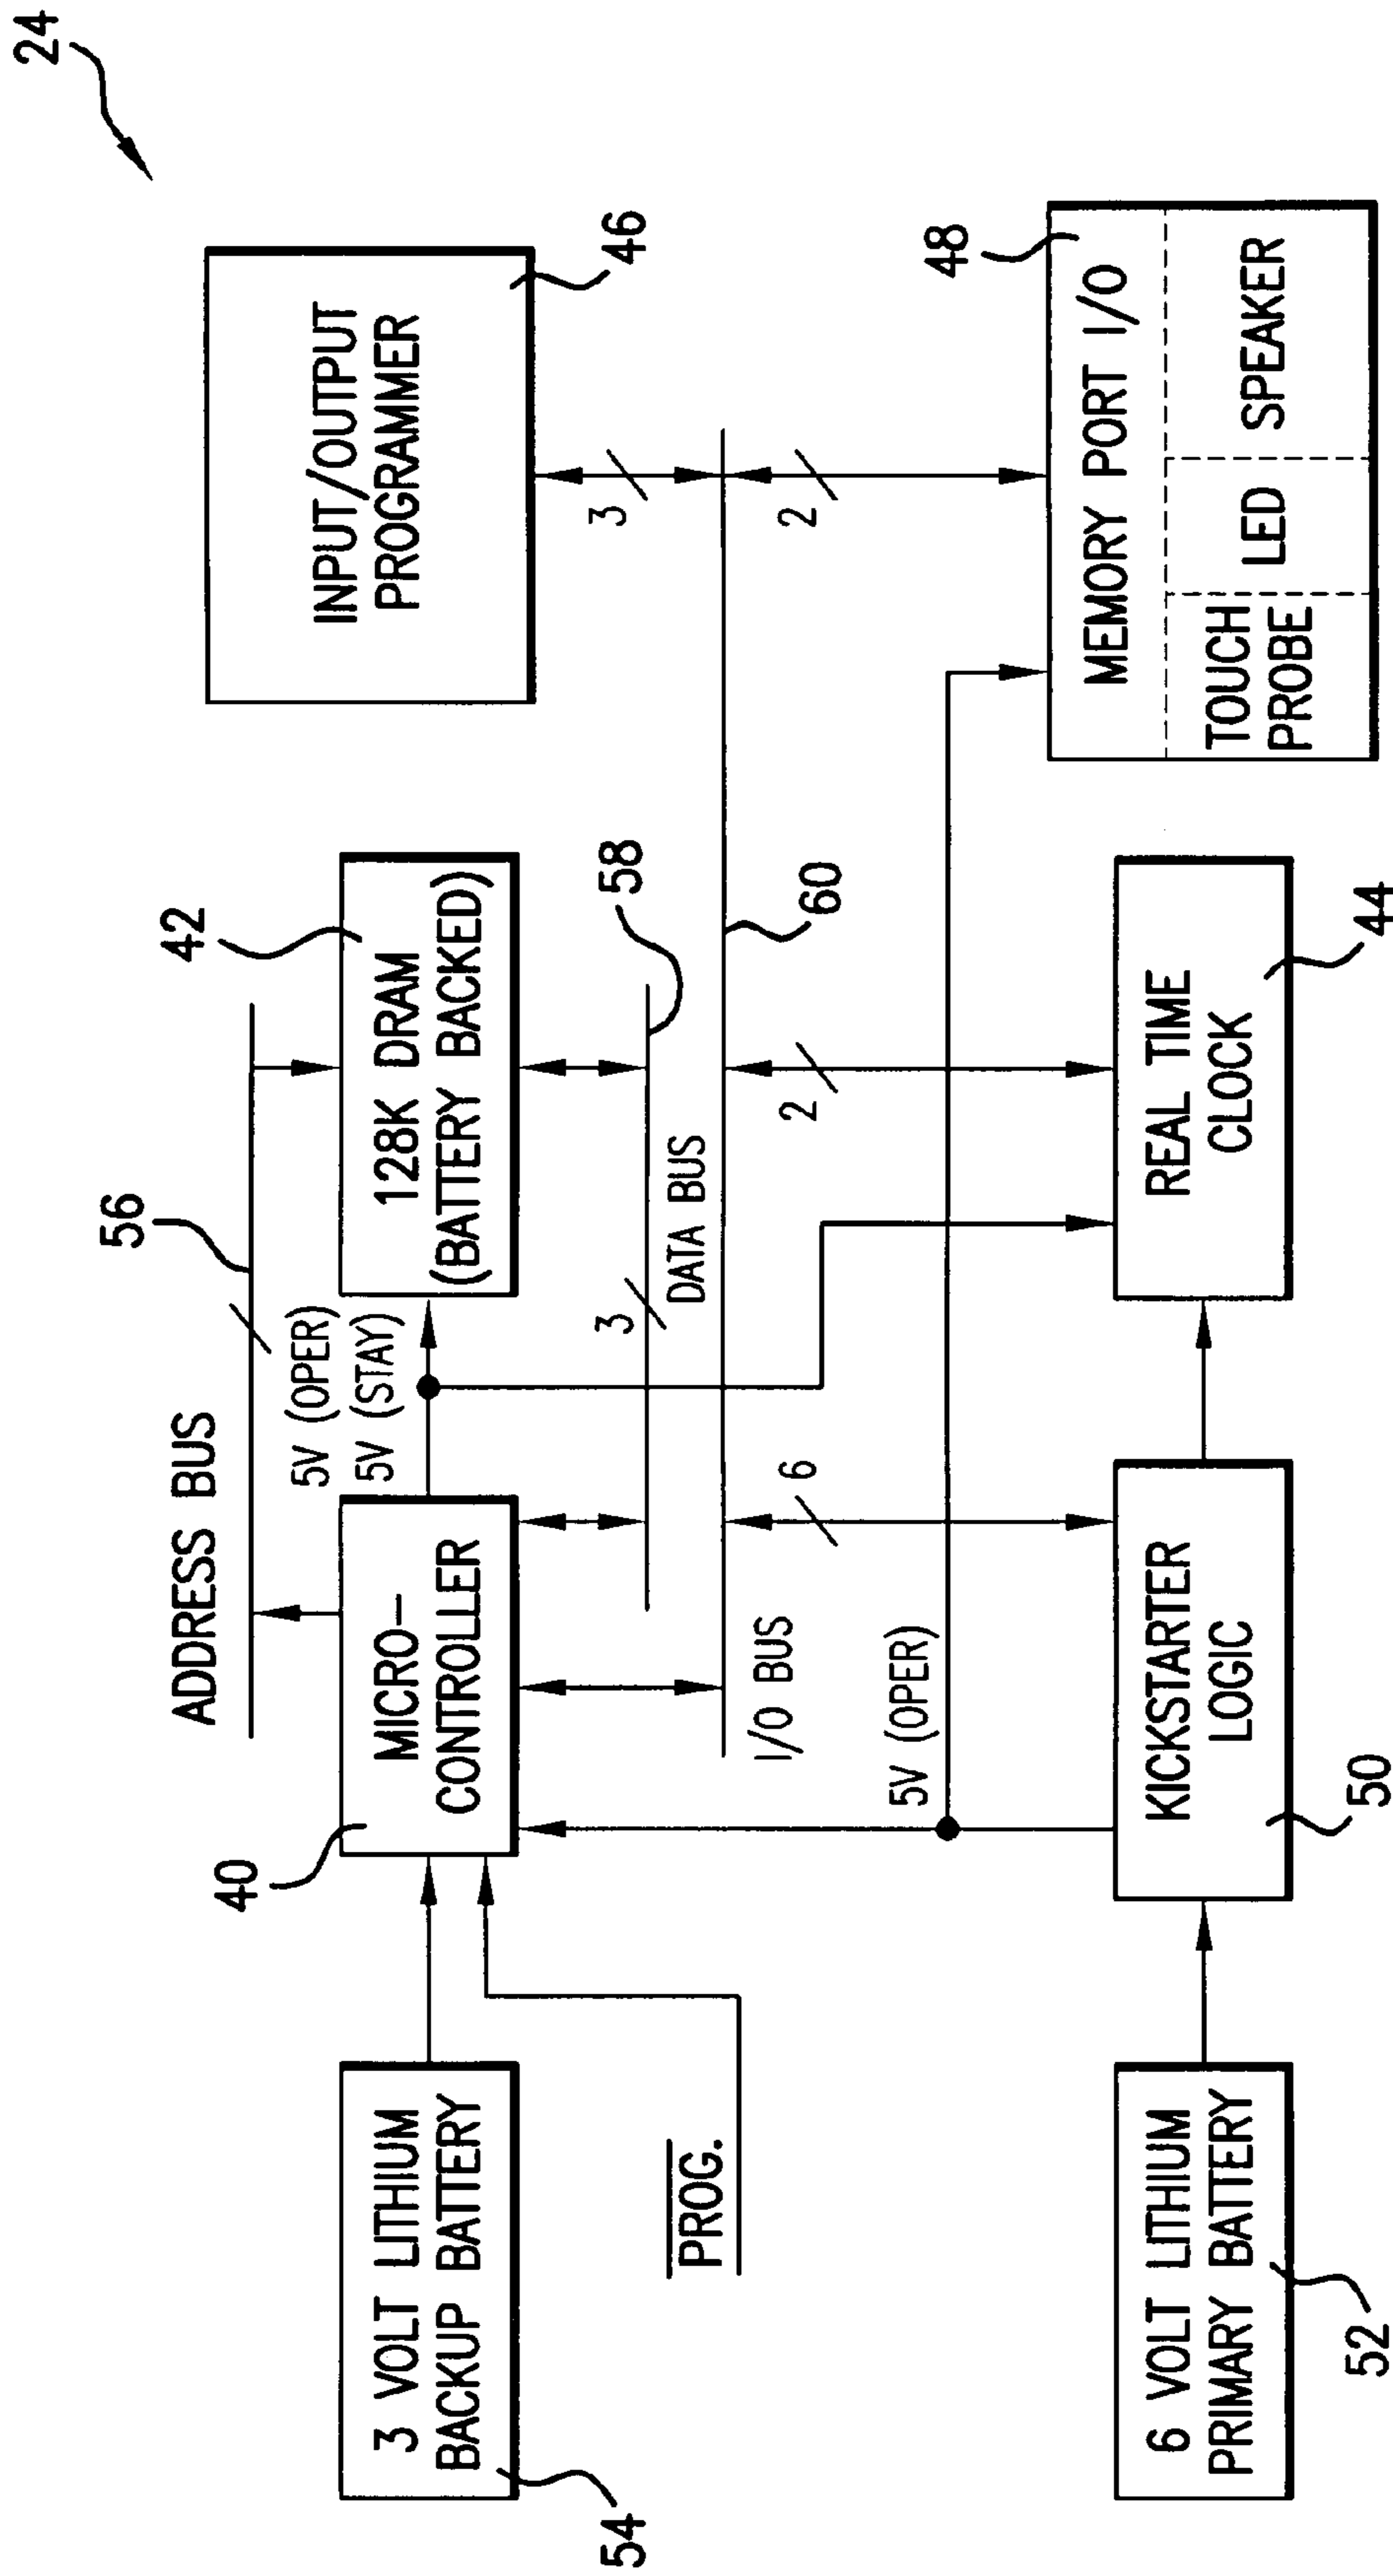 24
ADDRESS BUS
56
5V (OPER)
5V (STAY)
42
40
3 VOLT LITHIUM
BACKUP BATTERY
54
MICRO-
CONTROLLER
128K DRAM
(BATTERY BACKED)
INPUT/OUTPUT
PROGRAMMER
46
PROG.
3
58
DATA BUS
3
I/O BUS
60
6
2
2
5V (OPER)
48
6 VOLT LITHIUM
PRIMARY BATTERY
52
KICKSTARTER
LOGIC
50
REAL TIME
CLOCK
44
MEMORY PORT I/O
TOUCH
PROBE
LED
SPEAKER